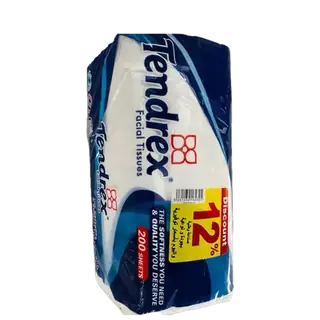 Tendrex®
Facial Tissues
THE SOFTNESS YOU NEED
& QUALITY YOU DESERVE
200 SHEETS
Tendrex
Discount
12%